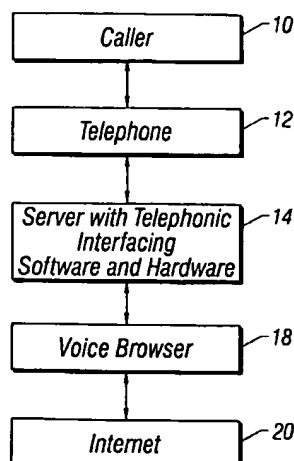 Caller
10
Telephone
12
Server with Telephonic
Interfacing
Software and Hardware
14
Voice Browser
18
Internet
20